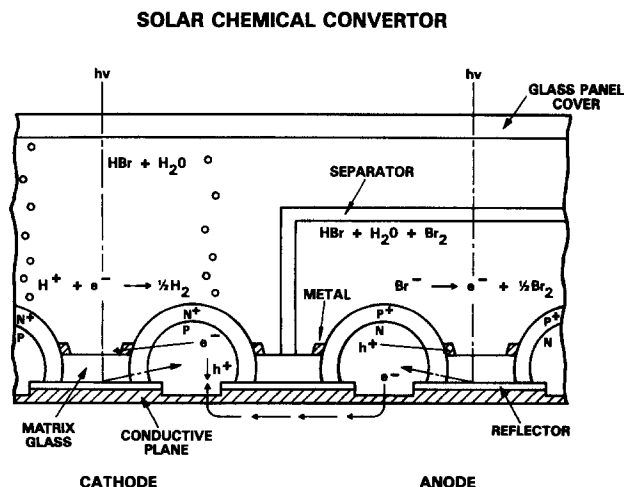 SOLAR CHEMICAL CONVERTOR
hν
hν
GLASS PANEL
COVER
HBr + H₂O
SEPARATOR
HBr + H₂O + Br₂
H⁺ + e⁻ → ½H₂
METAL
Br⁻ → e⁻ + ½Br₂
N⁺
P
N⁺
P
e⁻
h⁺
P⁺
N
h⁺
e⁻
P⁺
N
MATRIX
GLASS
CONDUCTIVE
PLANE
REFLECTOR
CATHODE
ANODE